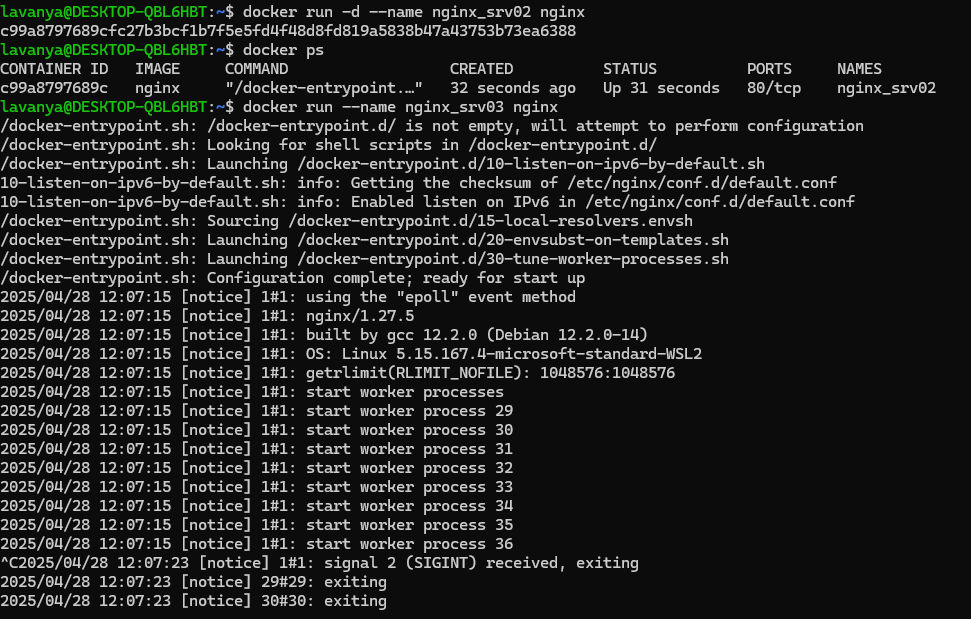 lavanya@DESKTOP-QBL6HBT:~$ docker run -d --name nginx_srv02 nginx
c99a8797689cfc27b3bcf1b7f5e5fd4f48d8fd819a5838b47a43753b73ea6388
lavanya@DESKTOP-QBL6HBT:~$ docker ps
CONTAINER ID   IMAGE     COMMAND                  CREATED          STATUS          PORTS     NAMES
c99a8797689c   nginx     "/docker-entrypoint.…"   32 seconds ago   Up 31 seconds   80/tcp    nginx_srv02
lavanya@DESKTOP-QBL6HBT:~$ docker run --name nginx_srv03 nginx
/docker-entrypoint.sh: /docker-entrypoint.d/ is not empty, will attempt to perform configuration
/docker-entrypoint.sh: Looking for shell scripts in /docker-entrypoint.d/
/docker-entrypoint.sh: Launching /docker-entrypoint.d/10-listen-on-ipv6-by-default.sh
10-listen-on-ipv6-by-default.sh: info: Getting the checksum of /etc/nginx/conf.d/default.conf
10-listen-on-ipv6-by-default.sh: info: Enabled listen on IPv6 in /etc/nginx/conf.d/default.conf
/docker-entrypoint.sh: Sourcing /docker-entrypoint.d/15-local-resolvers.envsh
/docker-entrypoint.sh: Launching /docker-entrypoint.d/20-envsubst-on-templates.sh
/docker-entrypoint.sh: Launching /docker-entrypoint.d/30-tune-worker-processes.sh
/docker-entrypoint.sh: Configuration complete; ready for start up
2025/04/28 12:07:15 [notice] 1#1: using the "epoll" event method
2025/04/28 12:07:15 [notice] 1#1: nginx/1.27.5
2025/04/28 12:07:15 [notice] 1#1: built by gcc 12.2.0 (Debian 12.2.0-14)
2025/04/28 12:07:15 [notice] 1#1: OS: Linux 5.15.167.4-microsoft-standard-WSL2
2025/04/28 12:07:15 [notice] 1#1: getrlimit(RLIMIT_NOFILE): 1048576:1048576
2025/04/28 12:07:15 [notice] 1#1: start worker processes
2025/04/28 12:07:15 [notice] 1#1: start worker process 29
2025/04/28 12:07:15 [notice] 1#1: start worker process 30
2025/04/28 12:07:15 [notice] 1#1: start worker process 31
2025/04/28 12:07:15 [notice] 1#1: start worker process 32
2025/04/28 12:07:15 [notice] 1#1: start worker process 33
2025/04/28 12:07:15 [notice] 1#1: start worker process 34
2025/04/28 12:07:15 [notice] 1#1: start worker process 35
2025/04/28 12:07:15 [notice] 1#1: start worker process 36
^C2025/04/28 12:07:23 [notice] 1#1: signal 2 (SIGINT) received, exiting
2025/04/28 12:07:23 [notice] 29#29: exiting
2025/04/28 12:07:23 [notice] 30#30: exiting